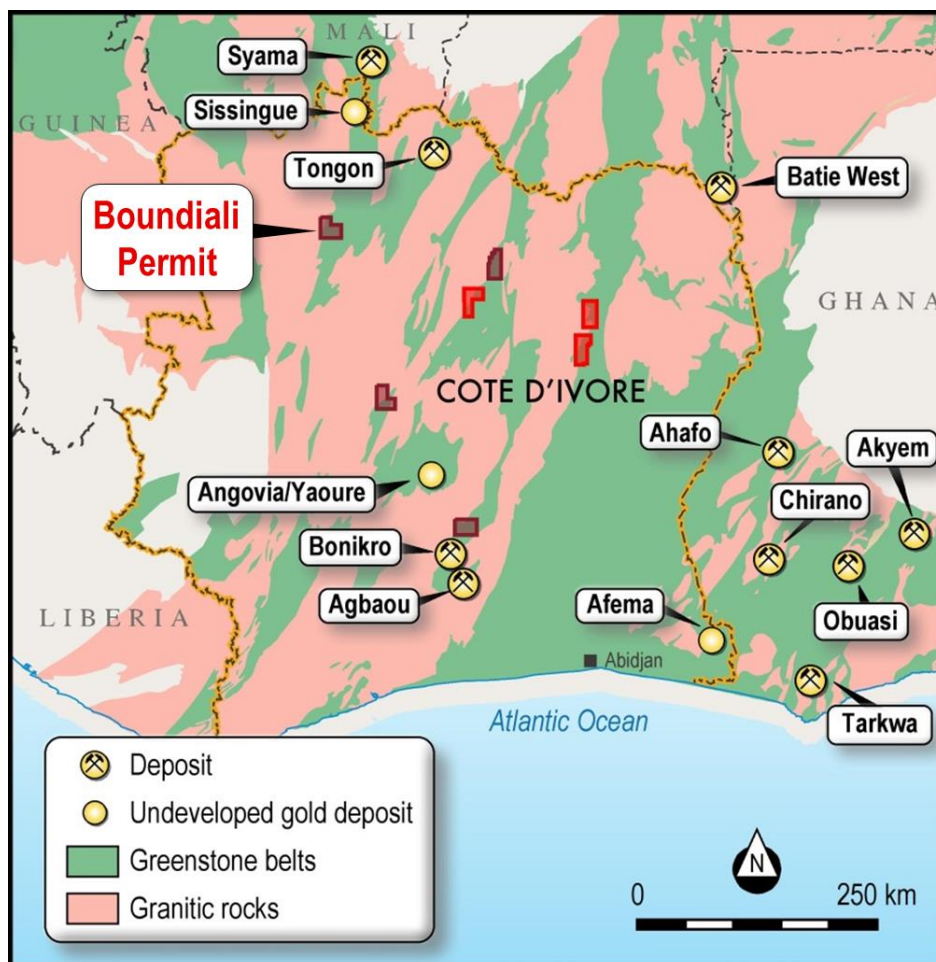 MALI
Syama
Sissingue
GUINEA
Tongon
Batie West
Boundiali
Permit
GHANA
COTE D'IVORE
Ahafo
Akyem
Angovia/Yaoure
Chirano
Bonikro
Agbaou
Afema
Obuasi
LIBERIA
Abidjan
Tarkwa
Atlantic Ocean
Deposit
Undeveloped gold deposit
Greenstone belts
Granitic rocks
N
0 250 km